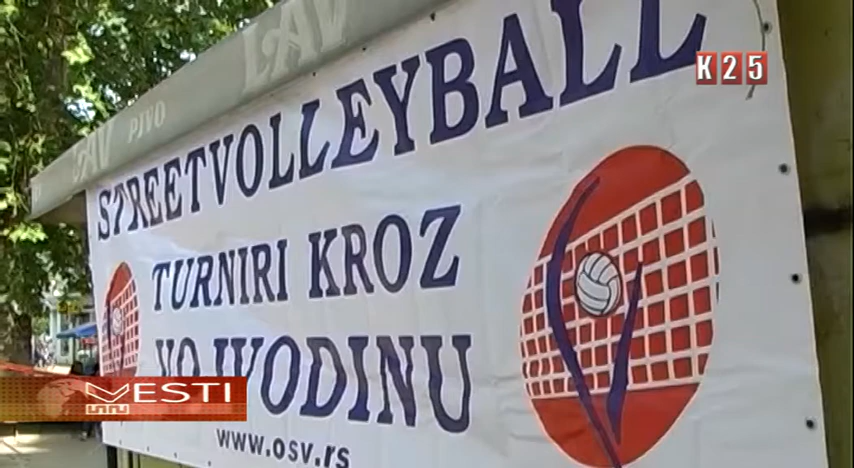 LAV
LAV PIVO
K25
STREETVOLLEYBALL
TURNIRI KROZ
VOJVODINU
www.osv.rs
VESTI